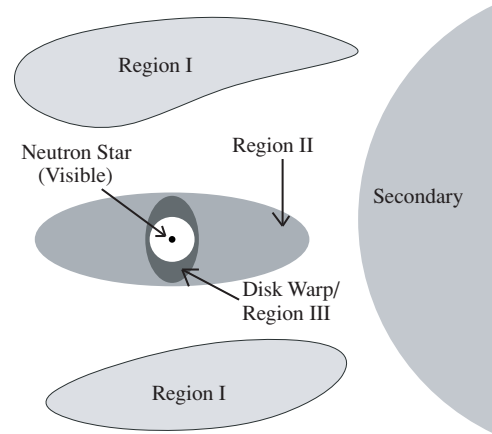 Region I
Neutron Star
(Visible)
Region II
Secondary
Disk Warp/
Region III
Region I